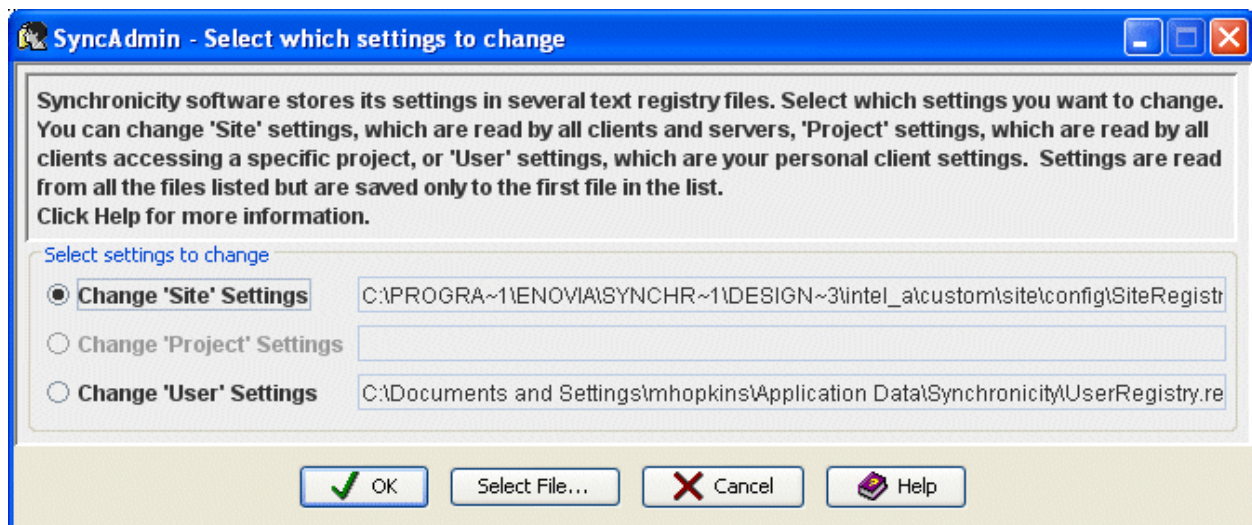 SyncAdmin - Select which settings to change
Synchronicity software stores its settings in several text registry files. Select which settings you want to change.
You can change 'Site' settings, which are read by all clients and servers, 'Project' settings, which are read by all
clients accessing a specific project, or 'User' settings, which are your personal client settings.  Settings are read
from all the files listed but are saved only to the first file in the list.
Click Help for more information.
Select settings to change
Change 'Site' Settings C:\PROGRA~1\ENOVIA\SYNCHR~1\DESIGN~3\intel_a\custom\site\config\SiteRegistr
Change 'Project' Settings
Change 'User' Settings C:\Documents and Settings\mhopkins\Application Data\Synchronicity\UserRegistry.re
OK Select File... Cancel Help